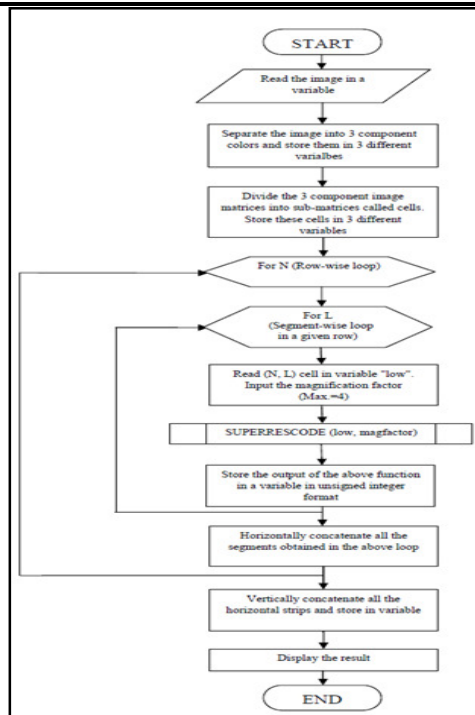 START
Read the image in a
variable
Separate the image into 3 component
colors and store them in 3 different
varialbes
Divide the 3 component image
matrices into sub-matrices called cells.
Store these cells in 3 different
variables
For N (Row-wise loop)
For L
(Segment-wise loop
in a given row)
Read (N, L) cell in variable "low".
Input the magnification factor
(Max.=4)
SUPERRESCODE (low, magfactor)
Store the output of the above function
in a variable in unsigned integer
format
Horizontally concatenate all the
segments obtained in the above loop
Vertically concatenate all the
horizontal strips and store in variable
Display the result
END